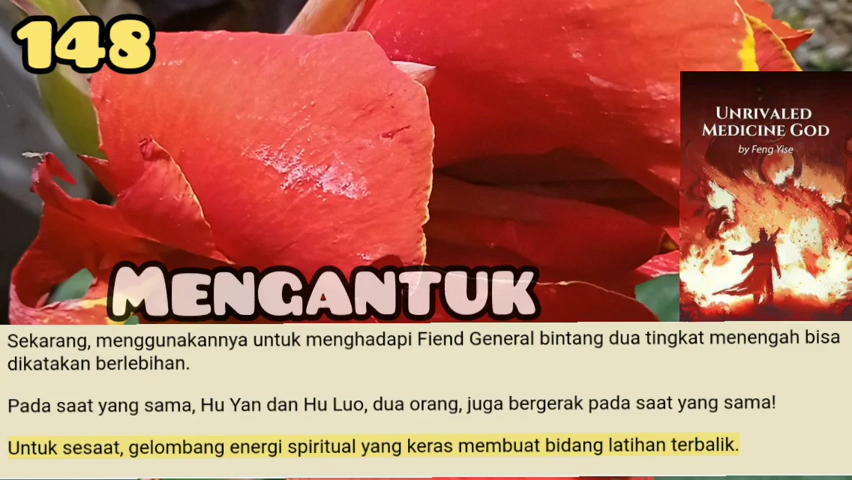 148
UNRIVALED
MEDICINE GOD
by Feng Yise
MENGANTUK
Sekarang, menggunakannya untuk menghadapi Fiend General bintang dua tingkat menengah bisa
dikatakan berlebihan.
Pada saat yang sama, Hu Yan dan Hu Luo, dua orang, juga bergerak pada saat yang sama!
Untuk sesaat, gelombang energi spiritual yang keras membuat bidang latihan terbalik.